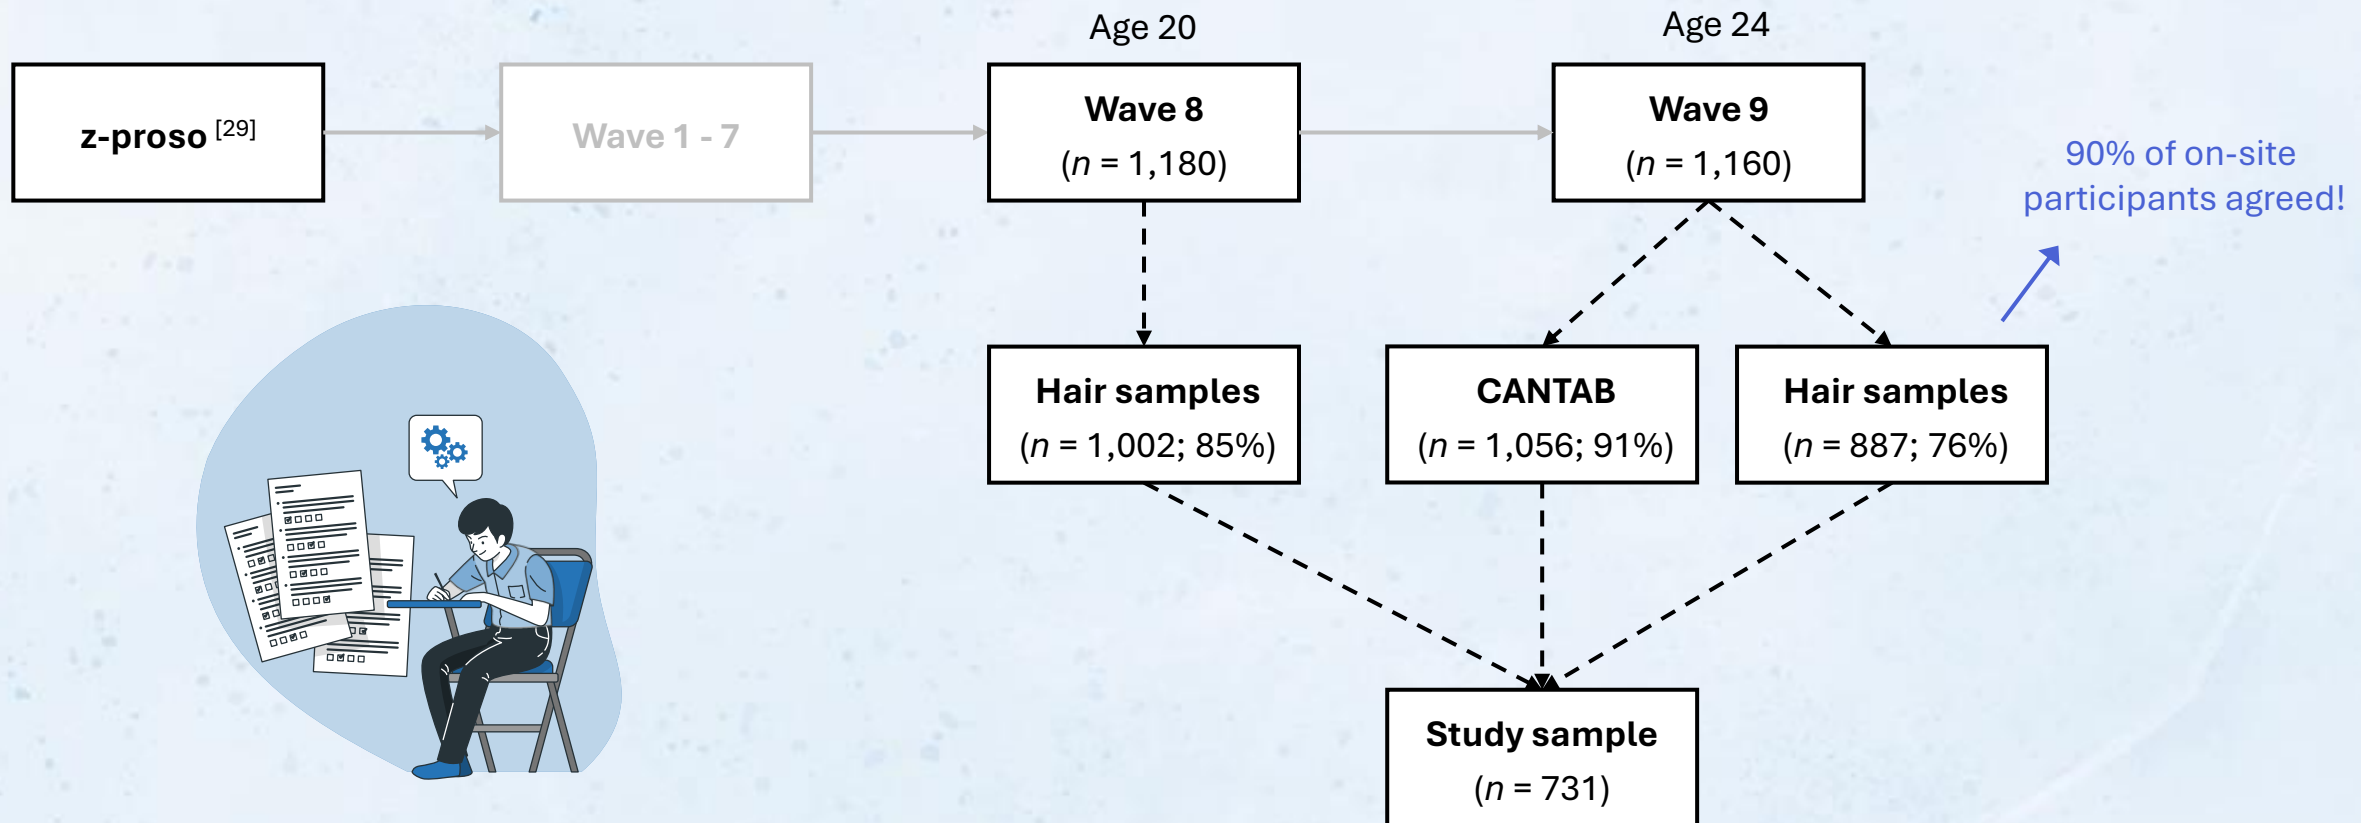 Age 20
Age 24
z-proso [29]
Wave 1 - 7
Wave 8
(n = 1,180)
Wave 9
(n = 1,160)
90% of on-site
participants agreed!
Hair samples
(n = 1,002; 85%)
CANTAB
(n = 1,056; 91%)
Hair samples
(n = 887; 76%)
Study sample
(n = 731)